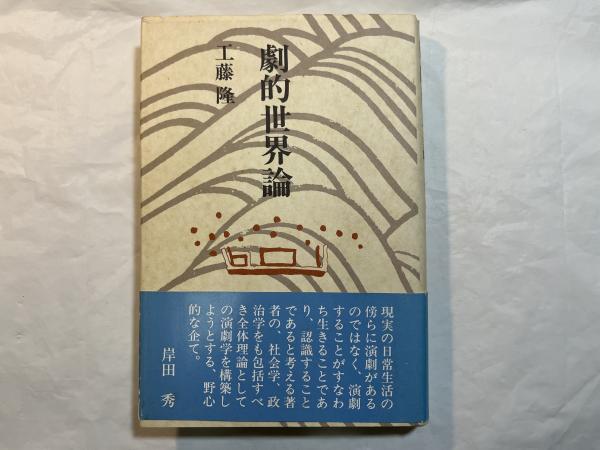 劇的世界論
工藤 隆
現実の日常生活の
傍らに演劇がある
のではなく、演劇
することがすなわ
ち生きることであ
り、認識すること
であると考える著
者の、社会学、政
治学をも包括すべ
き全体理論として
の演劇学を構築し
ようとする、野心
的な企て。
岸田 秀